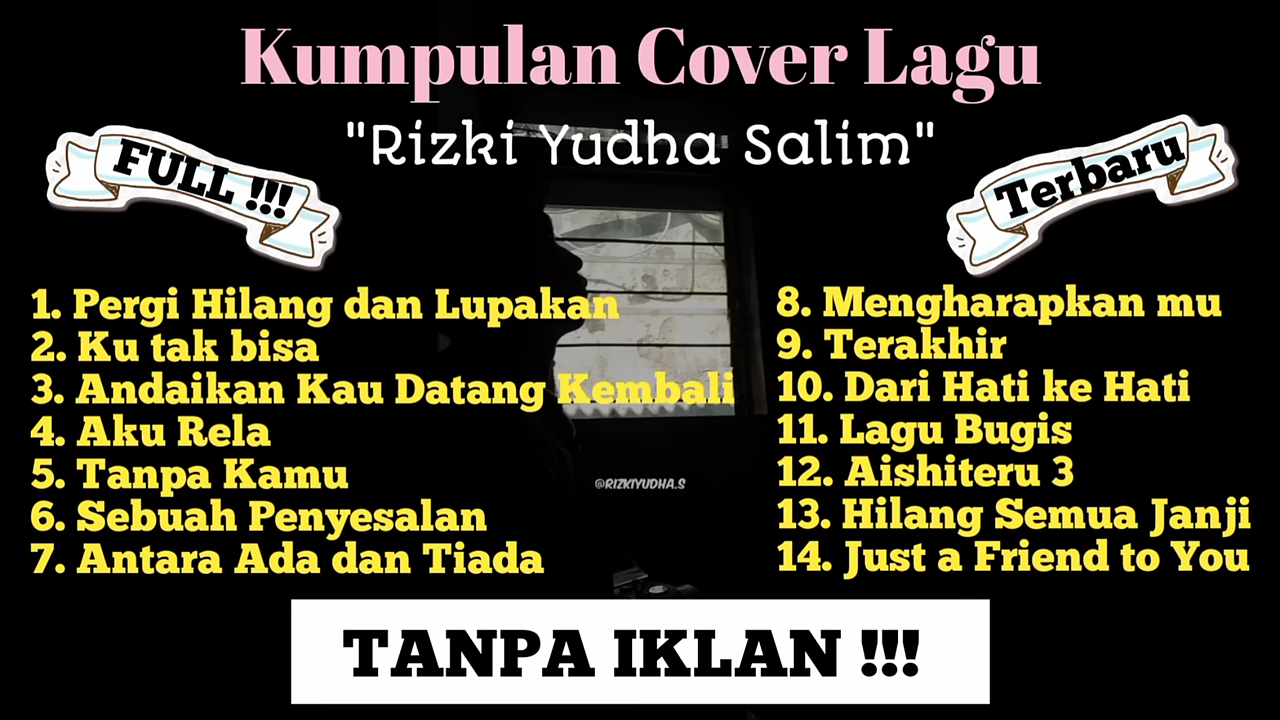 Kumpulan Cover Lagu
"Rizki Yudha Salim"
FULL !!!
Terbaru
1. Pergi Hilang dan Lupakan
2. Ku tak bisa
3. Andaikan Kau Datang Kembali
4. Aku Rela
5. Tanpa Kamu
6. Sebuah Penyesalan
7. Antara Ada dan Tiada
8. Mengharapkan mu
9. Terakhir
10. Dari Hati ke Hati
11. Lagu Bugis
12. Aishiteru 3
13. Hilang Semua Janji
14. Just a Friend to You
@RIZKIYUDHA.S
TANPA IKLAN !!!